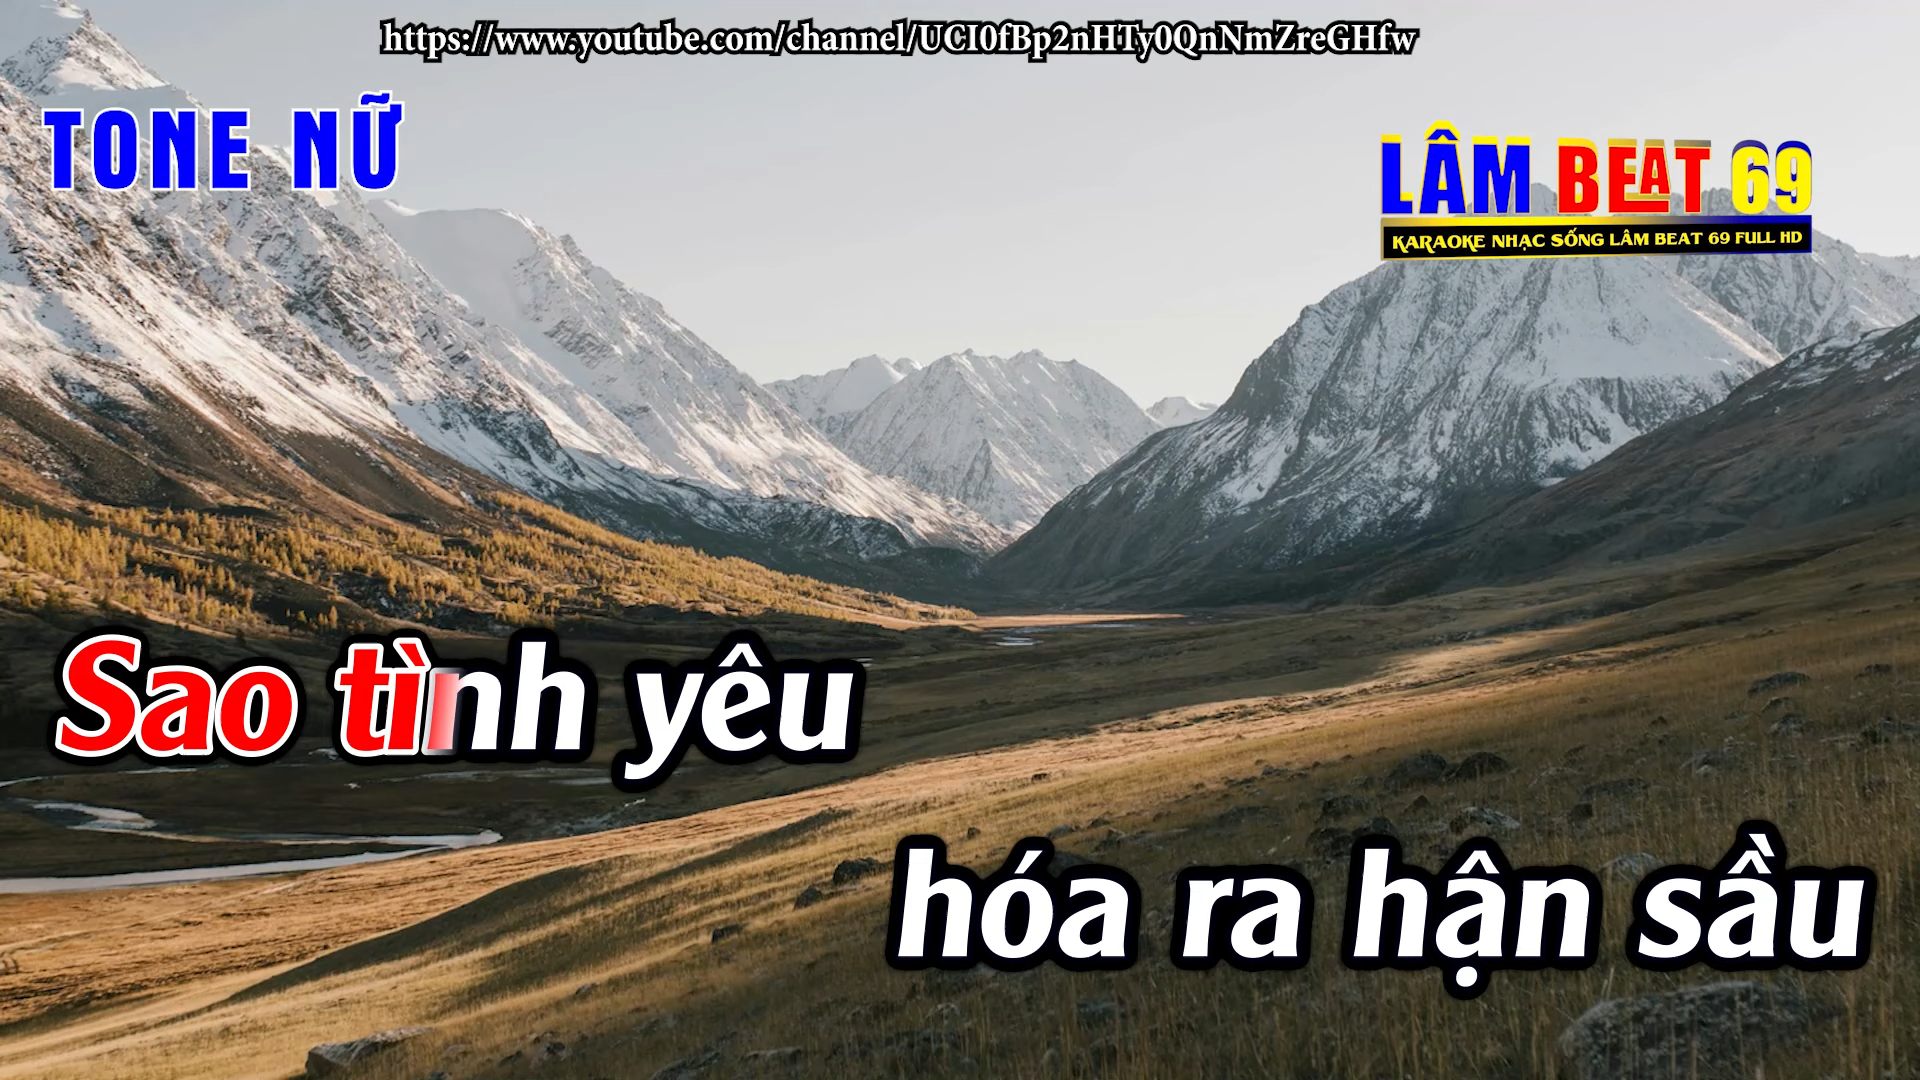 https://www.youtube.com/channel/UCI0fBp2nHTy0QnNmZreGHfw
TONE NỮ
LÂM BEAT 69
KARAOKE NHẠC SỐNG LÂM BEAT 69 FULL HD
Sao tình yêu
hóa ra hận sầu